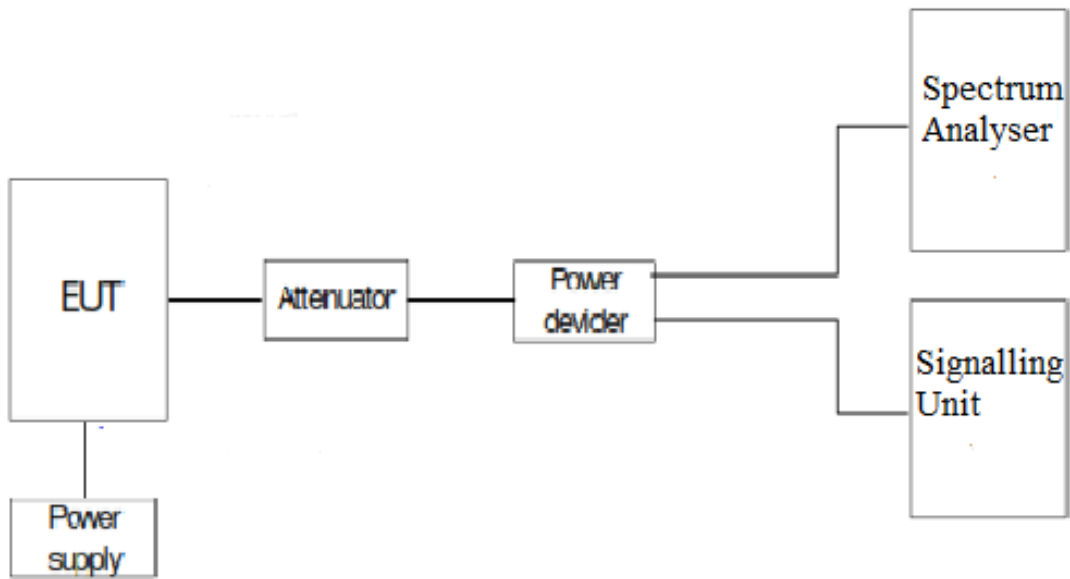 Spectrum
Analyser
EUT
Attenuator
Power
devider
Signalling
Unit
Power
supply